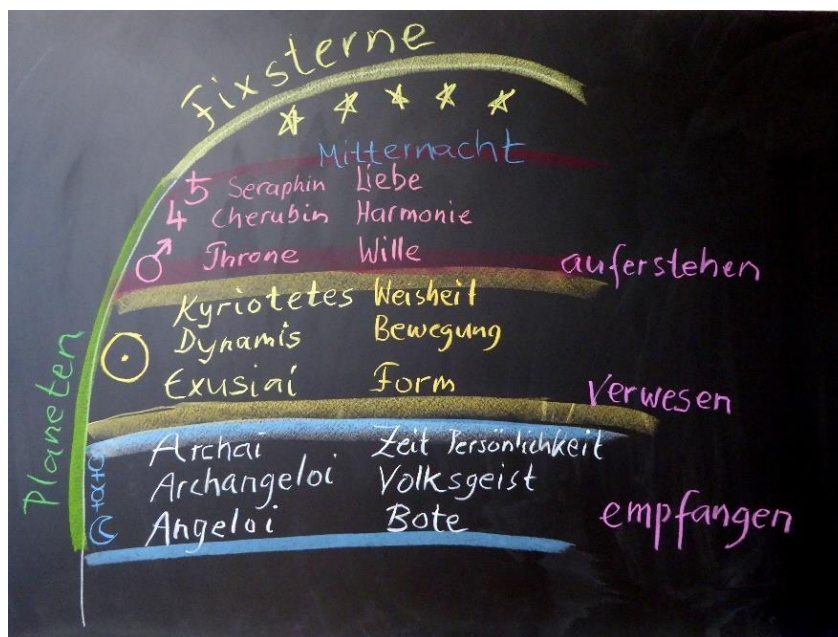 Fixsterne
Mitternacht
♄ Seraphin Liebe
♃ Cherubin Harmonie
♂ Throne Wille
auferstehen
Kyriotetes Weisheit
Dynamis Bewegung
☉
Exusiai Form
Verwesen
Planeten
Archai Zeit Persönlichkeit
Archangeloi Volksgeist
Angeloi Bote
empfangen